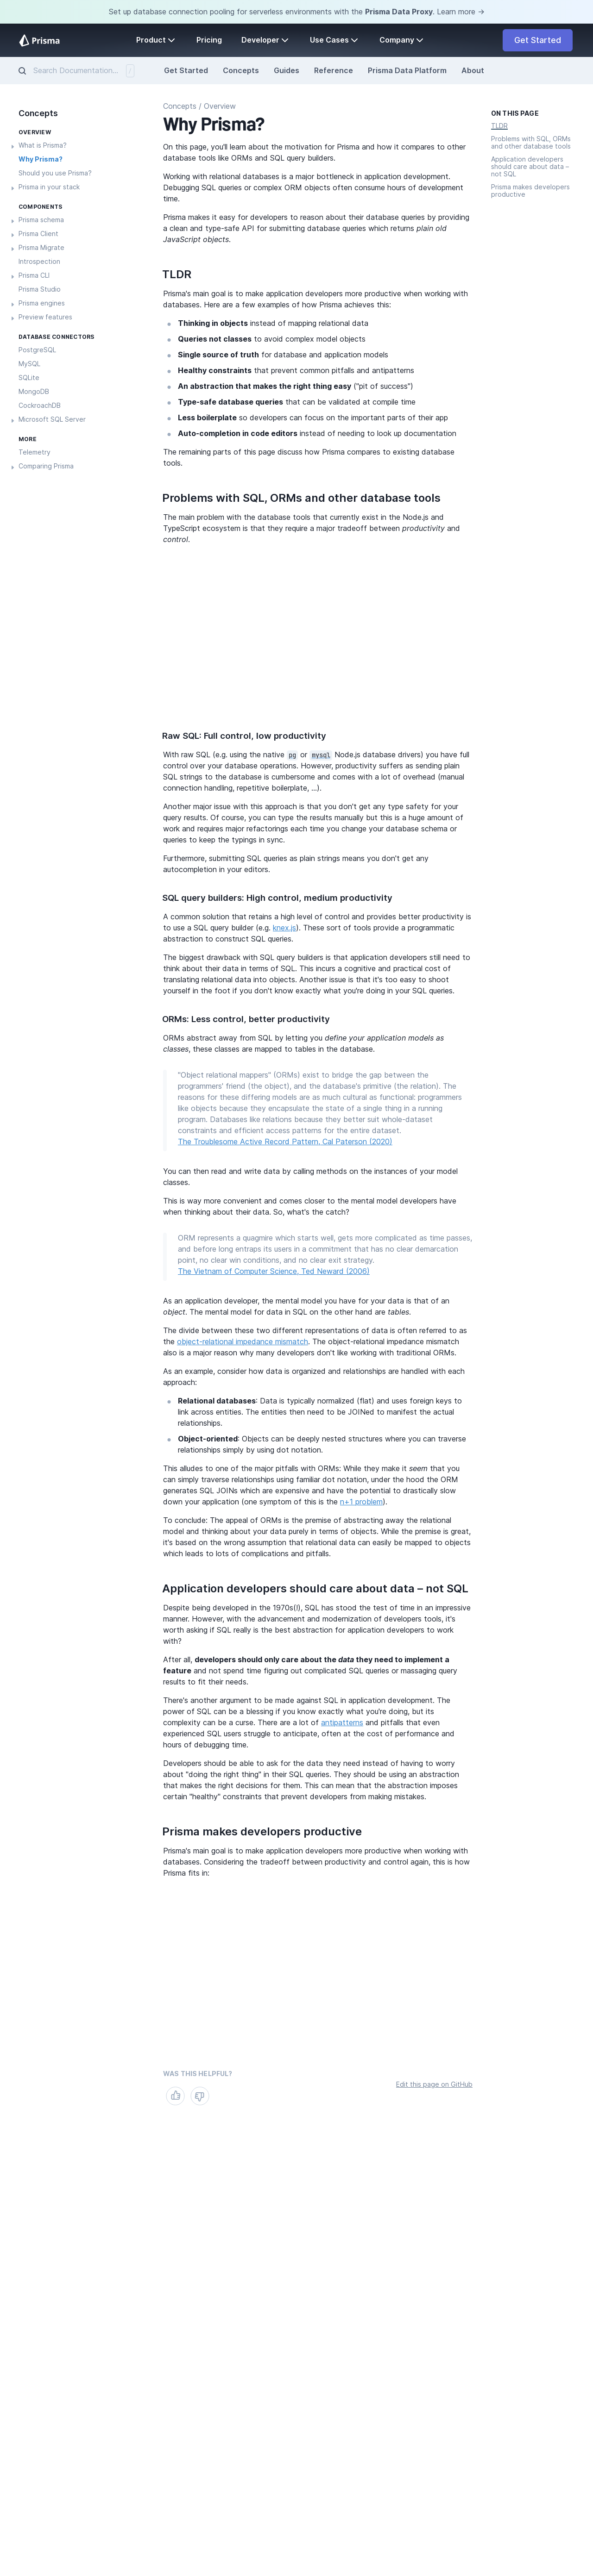 Set up database connection pooling for serverless environments with the Prisma Data Proxy. Learn more →
Prisma
Product
Pricing
Developer
Use Cases
Company
Get Started
Search Documentation...
/
Get Started
Concepts
Guides
Reference
Prisma Data Platform
About
Concepts
OVERVIEW
What is Prisma?
Why Prisma?
Should you use Prisma?
Prisma in your stack
COMPONENTS
Prisma schema
Prisma Client
Prisma Migrate
Introspection
Prisma CLI
Prisma Studio
Prisma engines
Preview features
DATABASE CONNECTORS
PostgreSQL
MySQL
SQLite
MongoDB
CockroachDB
Microsoft SQL Server
MORE
Telemetry
Comparing Prisma
Concepts / Overview
Why Prisma?
On this page, you'll learn about the motivation for Prisma and how it compares to other
database tools like ORMs and SQL query builders.
Working with relational databases is a major bottleneck in application development.
Debugging SQL queries or complex ORM objects often consume hours of development
time.
Prisma makes it easy for developers to reason about their database queries by providing
a clean and type-safe API for submitting database queries which returns plain old
JavaScript objects.
TLDR
Prisma's main goal is to make application developers more productive when working with
databases. Here are a few examples of how Prisma achieves this:
Thinking in objects instead of mapping relational data
Queries not classes to avoid complex model objects
Single source of truth for database and application models
Healthy constraints that prevent common pitfalls and antipatterns
An abstraction that makes the right thing easy ("pit of success")
Type-safe database queries that can be validated at compile time
Less boilerplate so developers can focus on the important parts of their app
Auto-completion in code editors instead of needing to look up documentation
The remaining parts of this page discuss how Prisma compares to existing database
tools.
Problems with SQL, ORMs and other database tools
The main problem with the database tools that currently exist in the Node.js and
TypeScript ecosystem is that they require a major tradeoff between productivity and
control.
Raw SQL: Full control, low productivity
With raw SQL (e.g. using the native pg or mysql Node.js database drivers) you have full
control over your database operations. However, productivity suffers as sending plain
SQL strings to the database is cumbersome and comes with a lot of overhead (manual
connection handling, repetitive boilerplate, ...).
Another major issue with this approach is that you don't get any type safety for your
query results. Of course, you can type the results manually but this is a huge amount of
work and requires major refactorings each time you change your database schema or
queries to keep the typings in sync.
Furthermore, submitting SQL queries as plain strings means you don't get any
autocompletion in your editors.
SQL query builders: High control, medium productivity
A common solution that retains a high level of control and provides better productivity is
to use a SQL query builder (e.g. knex.js). These sort of tools provide a programmatic
abstraction to construct SQL queries.
The biggest drawback with SQL query builders is that application developers still need to
think about their data in terms of SQL. This incurs a cognitive and practical cost of
translating relational data into objects. Another issue is that it's too easy to shoot
yourself in the foot if you don't know exactly what you're doing in your SQL queries.
ORMs: Less control, better productivity
ORMs abstract away from SQL by letting you define your application models as
classes, these classes are mapped to tables in the database.
"Object relational mappers" (ORMs) exist to bridge the gap between the
programmers' friend (the object), and the database's primitive (the relation). The
reasons for these differing models are as much cultural as functional: programmers
like objects because they encapsulate the state of a single thing in a running
program. Databases like relations because they better suit whole-dataset
constraints and efficient access patterns for the entire dataset.
The Troublesome Active Record Pattern, Cal Paterson (2020)
You can then read and write data by calling methods on the instances of your model
classes.
This is way more convenient and comes closer to the mental model developers have
when thinking about their data. So, what's the catch?
ORM represents a quagmire which starts well, gets more complicated as time passes,
and before long entraps its users in a commitment that has no clear demarcation
point, no clear win conditions, and no clear exit strategy.
The Vietnam of Computer Science, Ted Neward (2006)
As an application developer, the mental model you have for your data is that of an
object. The mental model for data in SQL on the other hand are tables.
The divide between these two different representations of data is often referred to as
the object-relational impedance mismatch. The object-relational impedance mismatch
also is a major reason why many developers don't like working with traditional ORMs.
As an example, consider how data is organized and relationships are handled with each
approach:
Relational databases: Data is typically normalized (flat) and uses foreign keys to
link across entities. The entities then need to be JOINed to manifest the actual
relationships.
Object-oriented: Objects can be deeply nested structures where you can traverse
relationships simply by using dot notation.
This alludes to one of the major pitfalls with ORMs: While they make it seem that you
can simply traverse relationships using familiar dot notation, under the hood the ORM
generates SQL JOINs which are expensive and have the potential to drastically slow
down your application (one symptom of this is the n+1 problem).
To conclude: The appeal of ORMs is the premise of abstracting away the relational
model and thinking about your data purely in terms of objects. While the premise is great,
it's based on the wrong assumption that relational data can easily be mapped to objects
which leads to lots of complications and pitfalls.
Application developers should care about data – not SQL
Despite being developed in the 1970s(!), SQL has stood the test of time in an impressive
manner. However, with the advancement and modernization of developers tools, it's
worth asking if SQL really is the best abstraction for application developers to work
with?
After all, developers should only care about the data they need to implement a
feature and not spend time figuring out complicated SQL queries or massaging query
results to fit their needs.
There's another argument to be made against SQL in application development. The
power of SQL can be a blessing if you know exactly what you're doing, but its
complexity can be a curse. There are a lot of antipatterns and pitfalls that even
experienced SQL users struggle to anticipate, often at the cost of performance and
hours of debugging time.
Developers should be able to ask for the data they need instead of having to worry
about "doing the right thing" in their SQL queries. They should be using an abstraction
that makes the right decisions for them. This can mean that the abstraction imposes
certain "healthy" constraints that prevent developers from making mistakes.
Prisma makes developers productive
Prisma's main goal is to make application developers more productive when working with
databases. Considering the tradeoff between productivity and control again, this is how
Prisma fits in:
WAS THIS HELPFUL?
Edit this page on GitHub
ON THIS PAGE
TLDR
Problems with SQL, ORMs
and other database tools
Application developers
should care about data –
not SQL
Prisma makes developers
productive